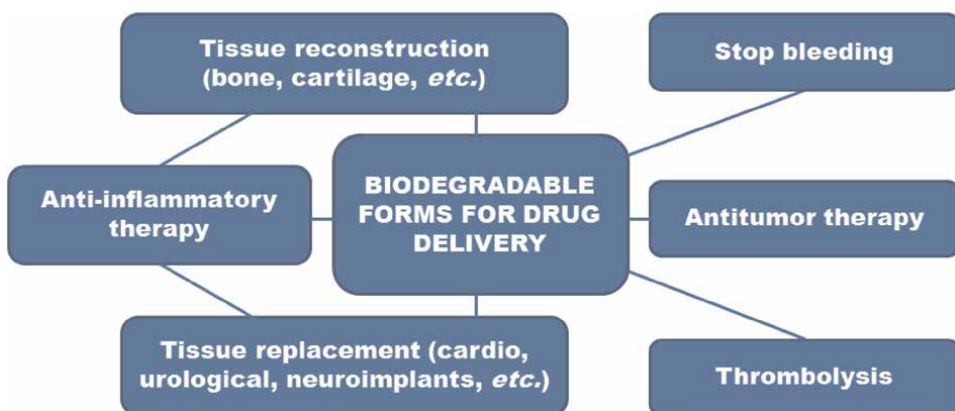 Tissue reconstruction
(bone, cartilage, etc.)
Stop bleeding
Anti-inflammatory
therapy
BIODEGRADABLE
FORMS FOR DRUG
DELIVERY
Antitumor therapy
Tissue replacement (cardio,
urological, neuroimplants, etc.)
Thrombolysis